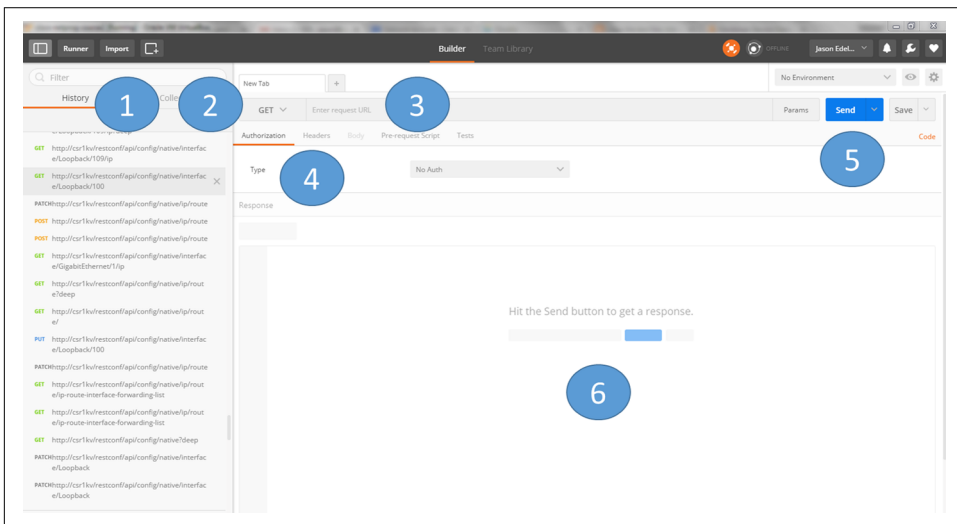 Runner Import Builder Team Library OFFLINE Jason Edel...
Filter
History Colle
1
2
New Tab + No Environment
GET Enter request URL Params Send Save
3
Authorization Headers Body Pre-request Script Tests Code
5
Type No Auth
4
Response
Hit the Send button to get a response.
6
GET http://csr1kv/restconf/api/config/native/interfac
e/Loopback/109/ip
GET http://csr1kv/restconf/api/config/native/interfac
e/Loopback/100
PATCH http://csr1kv/restconf/api/config/native/ip/route
POST http://csr1kv/restconf/api/config/native/ip/route
POST http://csr1kv/restconf/api/config/native/ip/route
GET http://csr1kv/restconf/api/config/native/interfac
e/GigabitEthernet/1/ip
GET http://csr1kv/restconf/api/config/native/ip/rout
e?deep
GET http://csr1kv/restconf/api/config/native/ip/rout
e/
PUT http://csr1kv/restconf/api/config/native/interfac
e/Loopback/100
PATCH http://csr1kv/restconf/api/config/native/ip/route
GET http://csr1kv/restconf/api/config/native/ip/rout
e/ip-route-interface-forwarding-list
GET http://csr1kv/restconf/api/config/native/ip/rout
e/ip-route-interface-forwarding-list
GET http://csr1kv/restconf/api/config/native?deep
PATCH http://csr1kv/restconf/api/config/native/interfac
e/Loopback
PATCH http://csr1kv/restconf/api/config/native/interfac
e/Loopback